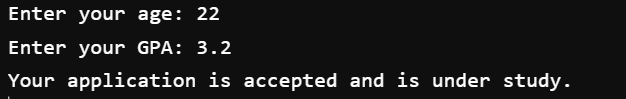 Enter your age: 22
Enter your GPA: 3.2
Your application is accepted and is under study.